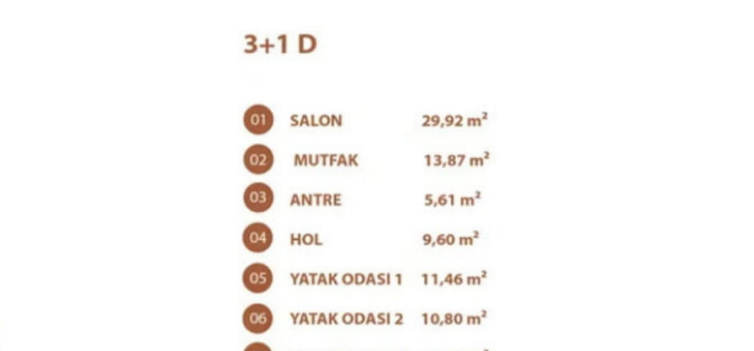 3+1 D
01 SALON 29,92 m²
02 MUTFAK 13,87 m²
03 ANTRE 5,61 m²
04 HOL 9,60 m²
05 YATAK ODASI 1 11,46 m²
06 YATAK ODASI 2 10,80 m²